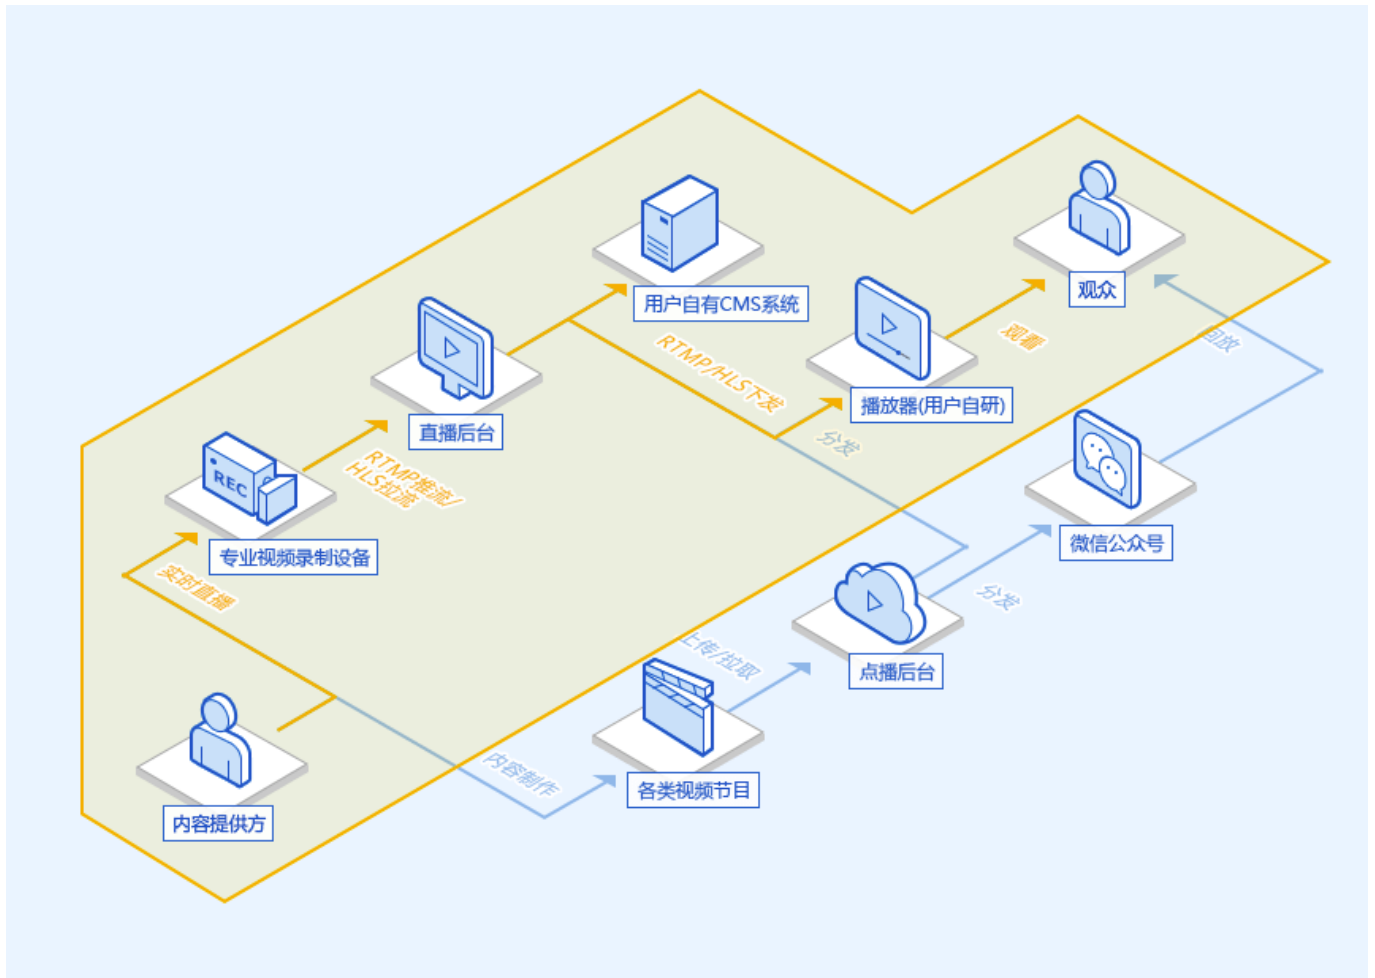 观众
用户自有CMS系统
回放
观看
RTMP/HLS下发
播放器(用户自研)
直播后台
分发
REC
RTMP推流/
HLS拉流
专业视频录制设备
微信公众号
实时直播
分发
上传/拉取
点播后台
内容制作
各类视频节目
内容提供方